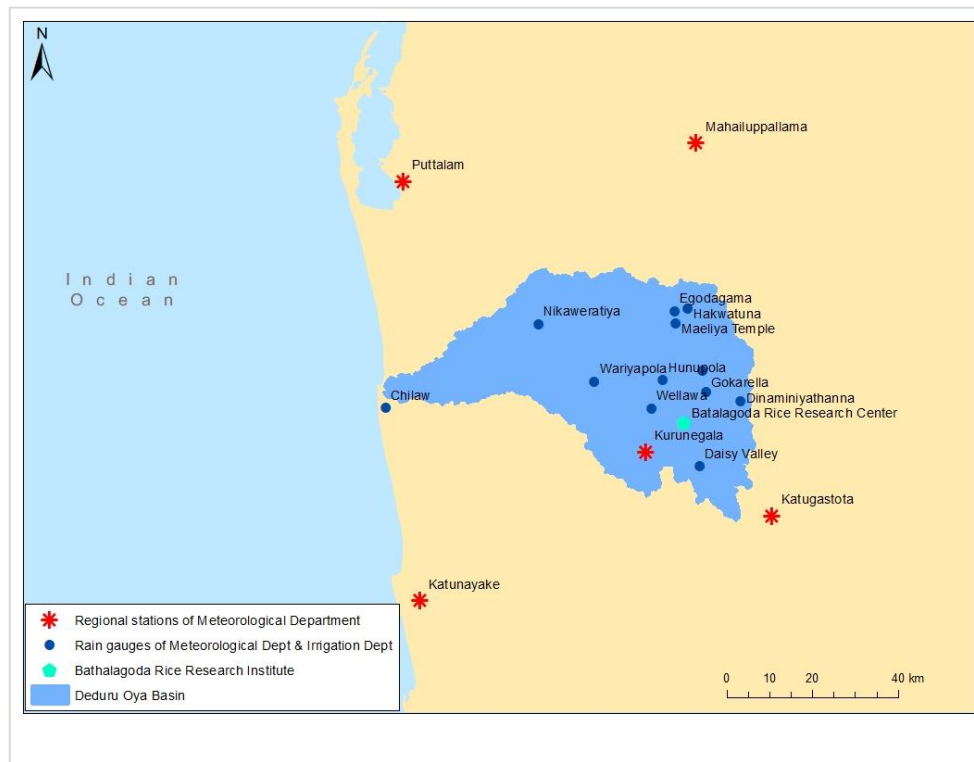 N
Mahailuppallama
Puttalam
Indian
Ocean
Egodagama
Hakwatuna
Nikaweratiya
Maeliya Temple
Wariyapola
Hunupola
Gokarella
Chilaw
Wellawa
Dinaminiyathanna
Batalagoda Rice Research Center
Kurunegala
Daisy Valley
Katugastota
Katunayake
Regional stations of Meteorological Department
Rain gauges of Meteorological Dept & Irrigation Dept
Bathalagoda Rice Research Institute
Deduru Oya Basin
0 10 20 40 km